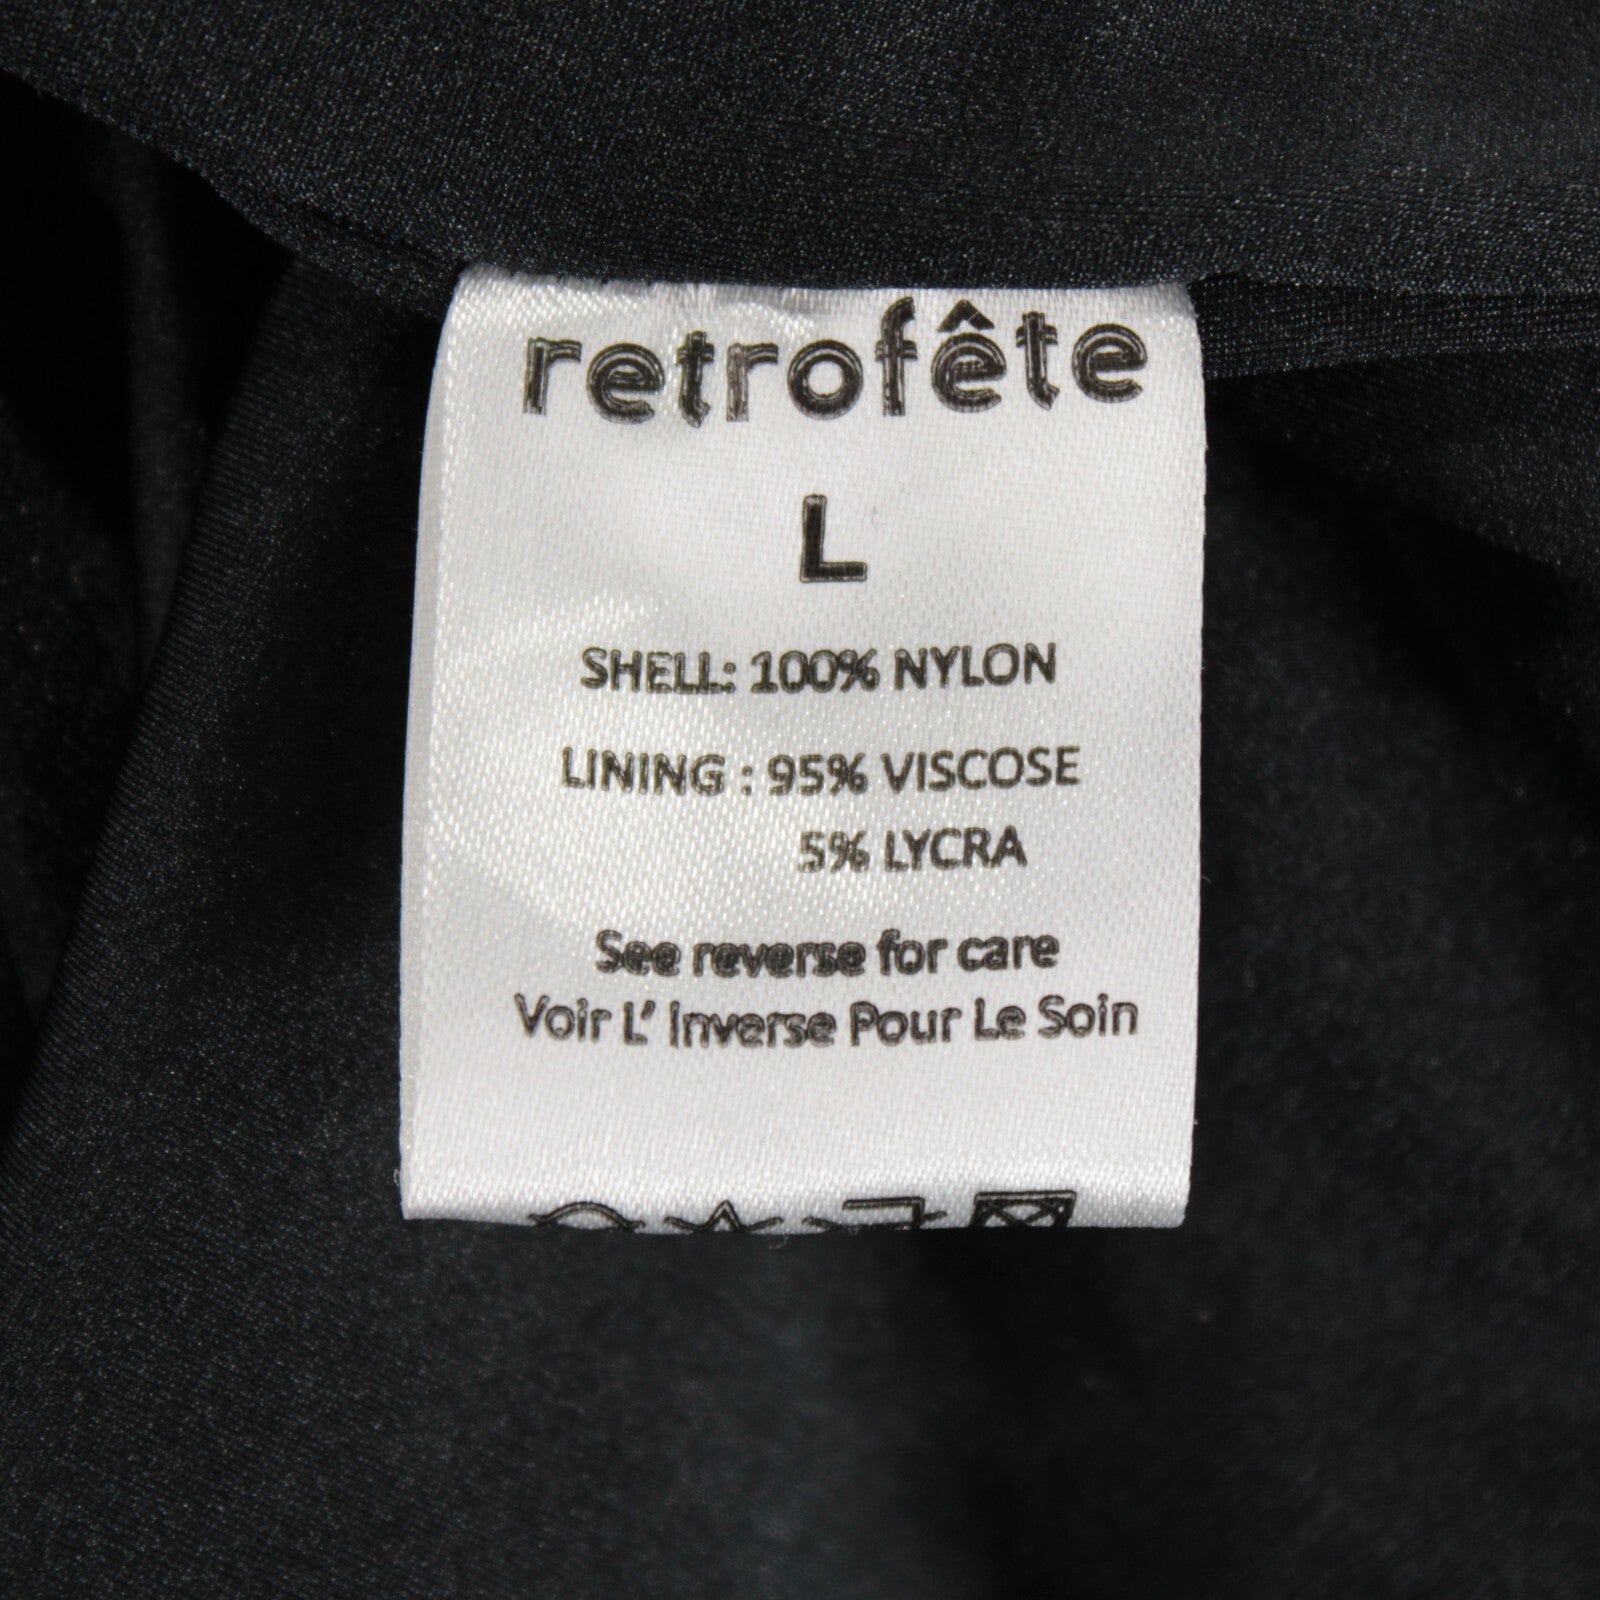 retrofête
L
SHELL: 100% NYLON
LINING : 95% VISCOSE
5% LYCRA
See reverse for care
Voir L' Inverse Pour Le Soin